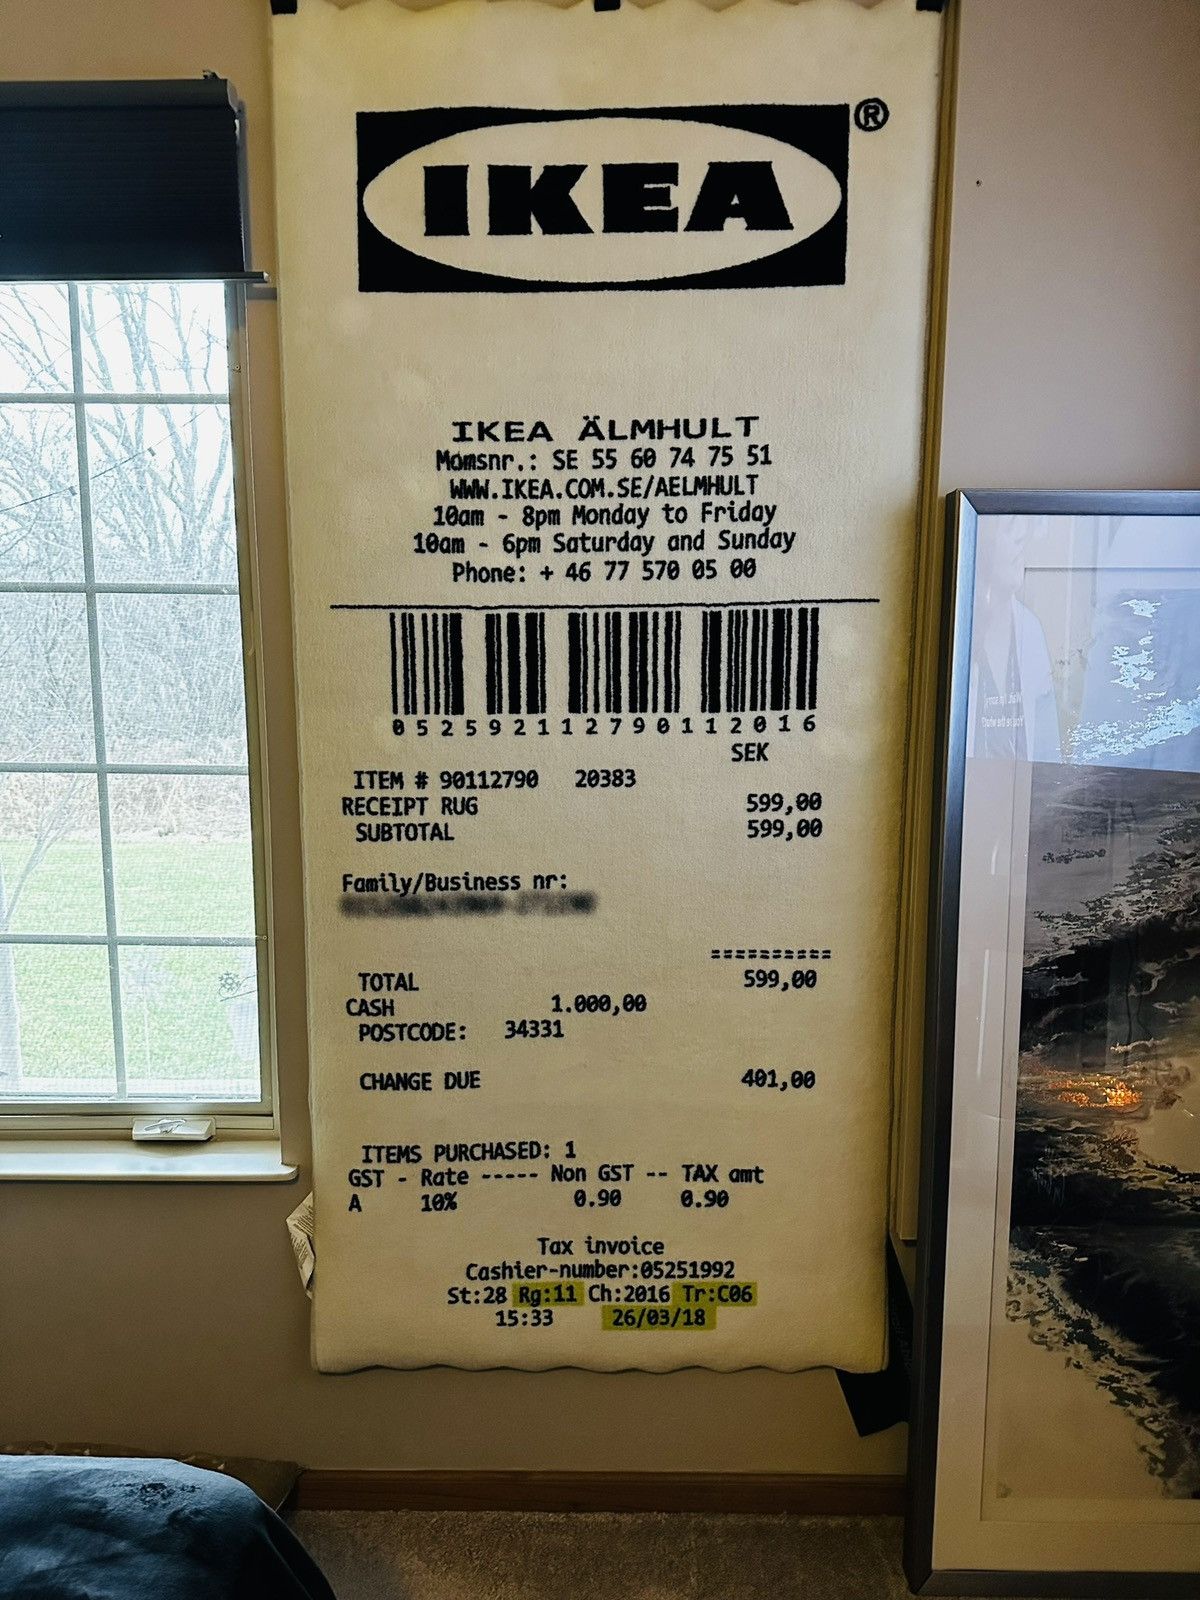 IKEA®
IKEA ÄLMHULT
Momsnr.: SE 55 60 74 75 51
WWW.IKEA.COM.SE/AELMHULT
10am - 8pm Monday to Friday
10am - 6pm Saturday and Sunday
Phone: + 46 77 570 05 00
052592112790112016
SEK
ITEM # 90112790 20383
RECEIPT RUG 599,00
SUBTOTAL 599,00
Family/Business nr:
==========
TOTAL 599,00
CASH 1.000,00
POSTCODE: 34331
CHANGE DUE 401,00
ITEMS PURCHASED: 1
GST - Rate ----- Non GST -- TAX amt
A 10% 0.90 0.90
Tax invoice
Cashier-number:05251992
St:28 Rg:11 Ch:2016 Tr:C06
15:33 26/03/18